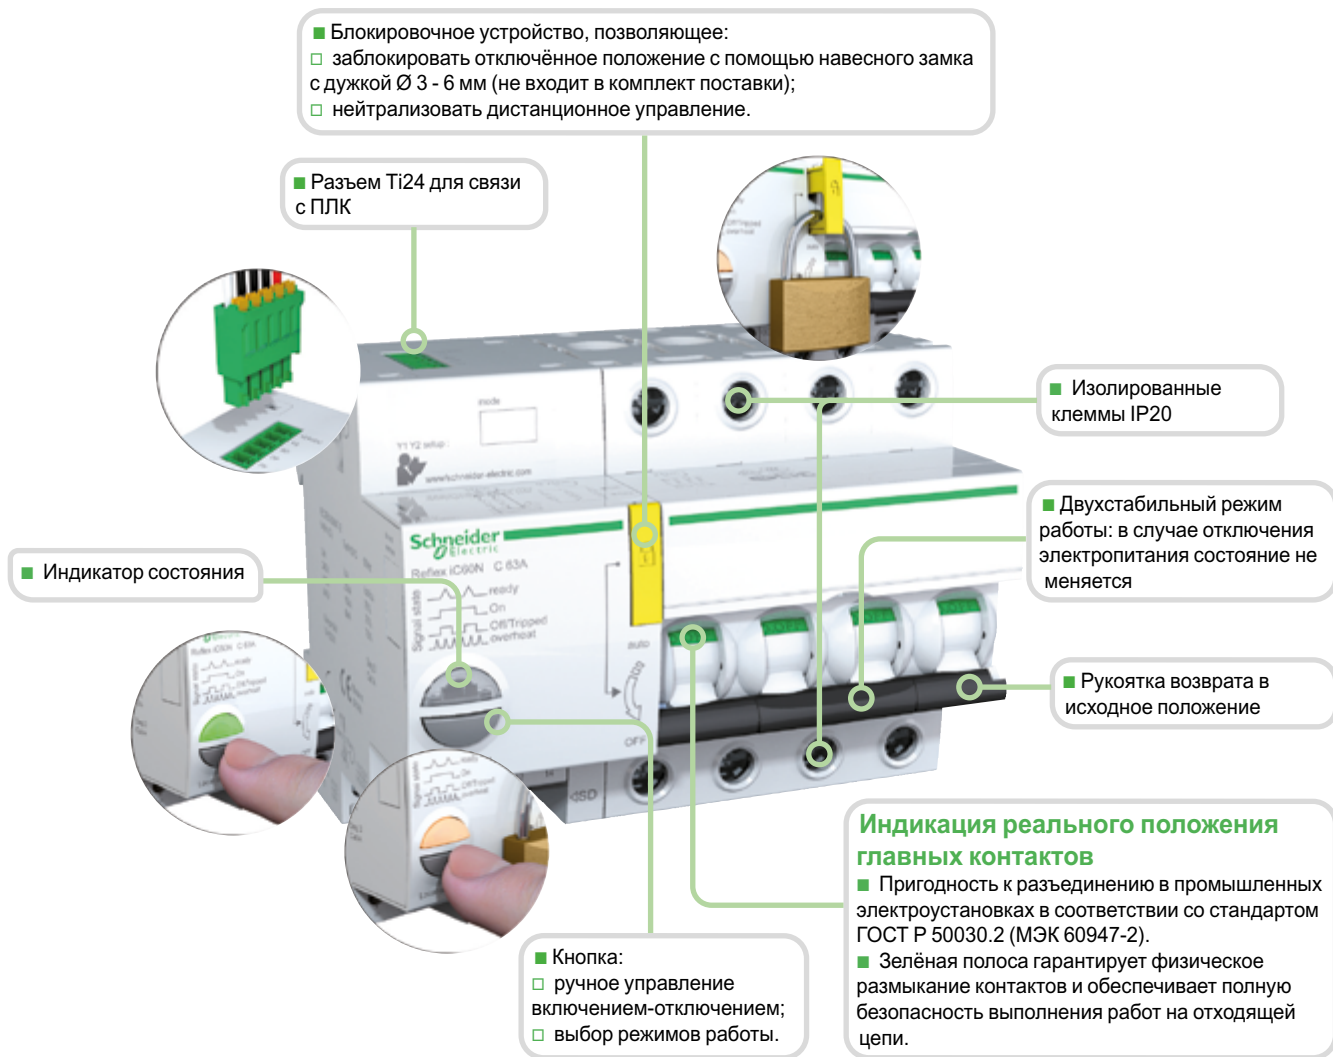 ■ Блокировочное устройство, позволяющее:
□ заблокировать отключённое положение с помощью навесного замка
с дужкой Ø 3 - 6 мм (не входит в комплект поставки);
□ нейтрализовать дистанционное управление.
■ Разъем Ti24 для связи
с ПЛК
■ Изолированные
клеммы IP20
■ Двухстабильный режим
работы: в случае отключения
электропитания состояние не
меняется
■ Индикатор состояния
■ Рукоятка возврата в
исходное положение
mode
Y1 Y2 setup :
www.schneider-electric.com
Schneider
Electric
Reflex iC60N C 63A
Signal state
ready
On
Off/Tripped
overheat
auto
OFF
Индикация реального положения
главных контактов
■ Пригодность к разъединению в промышленных
электроустановках в соответствии со стандартом
ГОСТ Р 50030.2 (МЭК 60947-2).
■ Зелёная полоса гарантирует физическое
размыкание контактов и обеспечивает полную
безопасность выполнения работ на отходящей
цепи.
■ Кнопка:
□ ручное управление
включением-отключением;
□ выбор режимов работы.